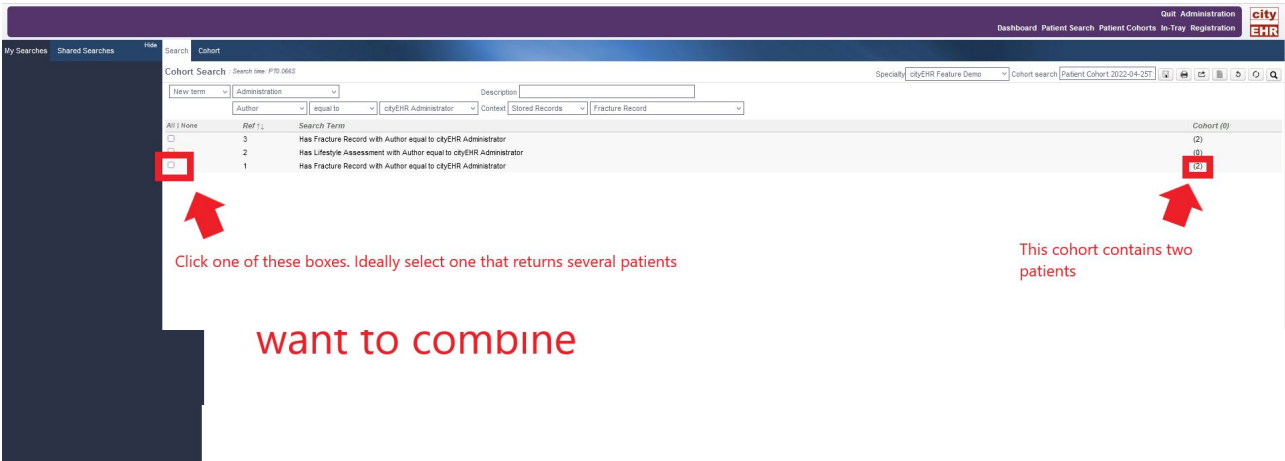 Quit Administration
city
EHR
Dashboard Patient Search Patient Cohorts In-Tray Registration
My Searches Shared Searches Hide Search Cohort
Cohort Search : Search time: PT0.066S Specialty cityEHR Feature Demo Cohort search Patient Cohort 2022-04-25T
New term Administration Description
Author equal to cityEHR Administrator Context Stored Records Fracture Record
All | None Ref ↑↓ Search Term Cohort (0)
3 Has Fracture Record with Author equal to cityEHR Administrator (2)
2 Has Lifestyle Assessment with Author equal to cityEHR Administrator (0)
1 Has Fracture Record with Author equal to cityEHR Administrator (2)
Click one of these boxes. Ideally select one that returns several patients
This cohort contains two
patients
want to combine